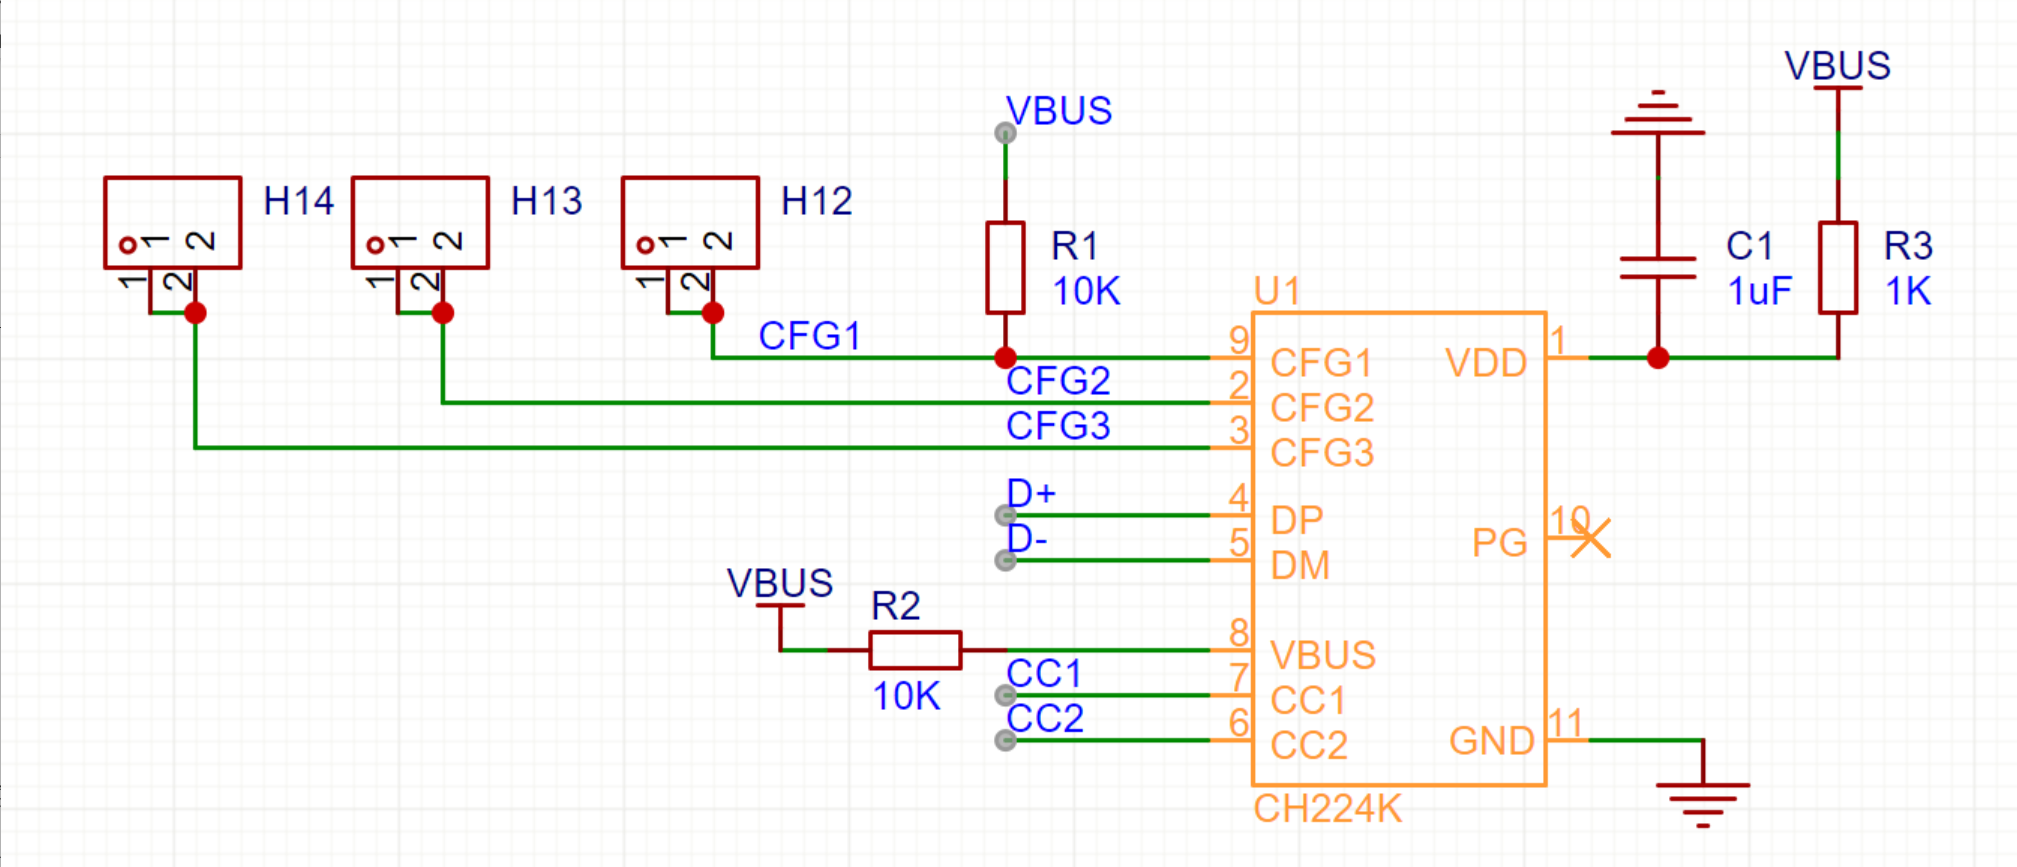 VBUS
VBUS
H14
H13
H12
1 2
1 2
1 2
1 2
1 2
1 2
R1
10K
C1
1uF
R3
1K
U1
CFG1
9
CFG1
VDD
1
CFG2
2
CFG2
CFG3
3
CFG3
D+
4
DP
10
D-
5
DM
PG
VBUS
R2
10K
8
VBUS
CC1
7
CC1
CC2
6
CC2
GND
11
CH224K